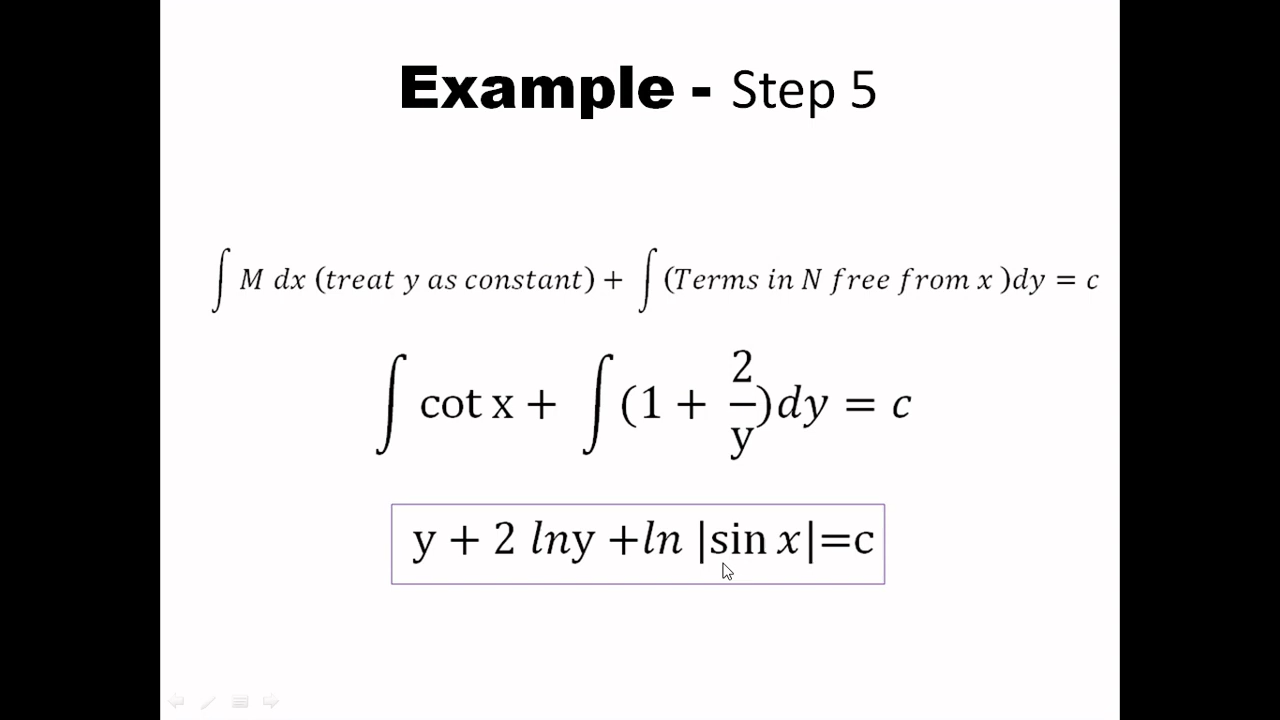 Example - Step 5
∫ M dx (treat y as constant) + ∫ (Terms in N free from x )dy = c
∫ cot x + ∫ (1 + 2/y)dy = c
y + 2 lny +ln |sin x|=c